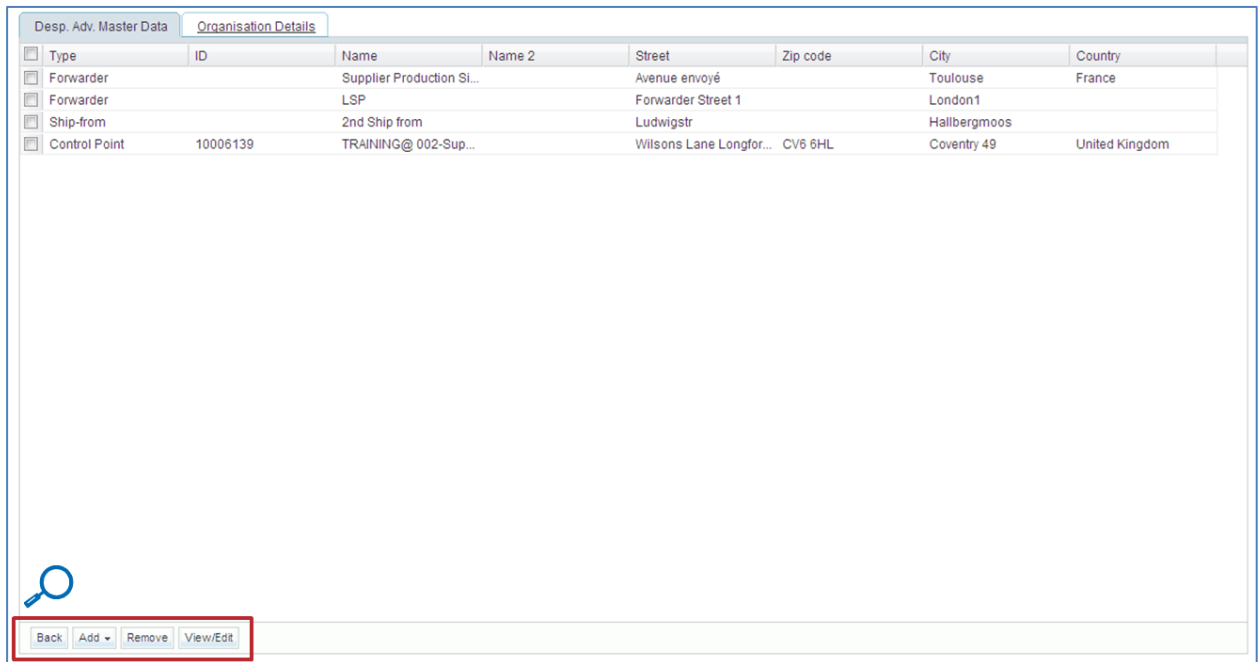 Desp. Adv. Master Data Organisation Details
Type ID Name Name 2 Street Zip code City Country
Forwarder Supplier Production Si... Avenue envoyé Toulouse France
Forwarder LSP Forwarder Street 1 London1
Ship-from 2nd Ship from Ludwigstr Hallbergmoos
Control Point 10006139 TRAINING@ 002-Sup... Wilsons Lane Longfor... CV6 6HL Coventry 49 United Kingdom
Back Add Remove View/Edit